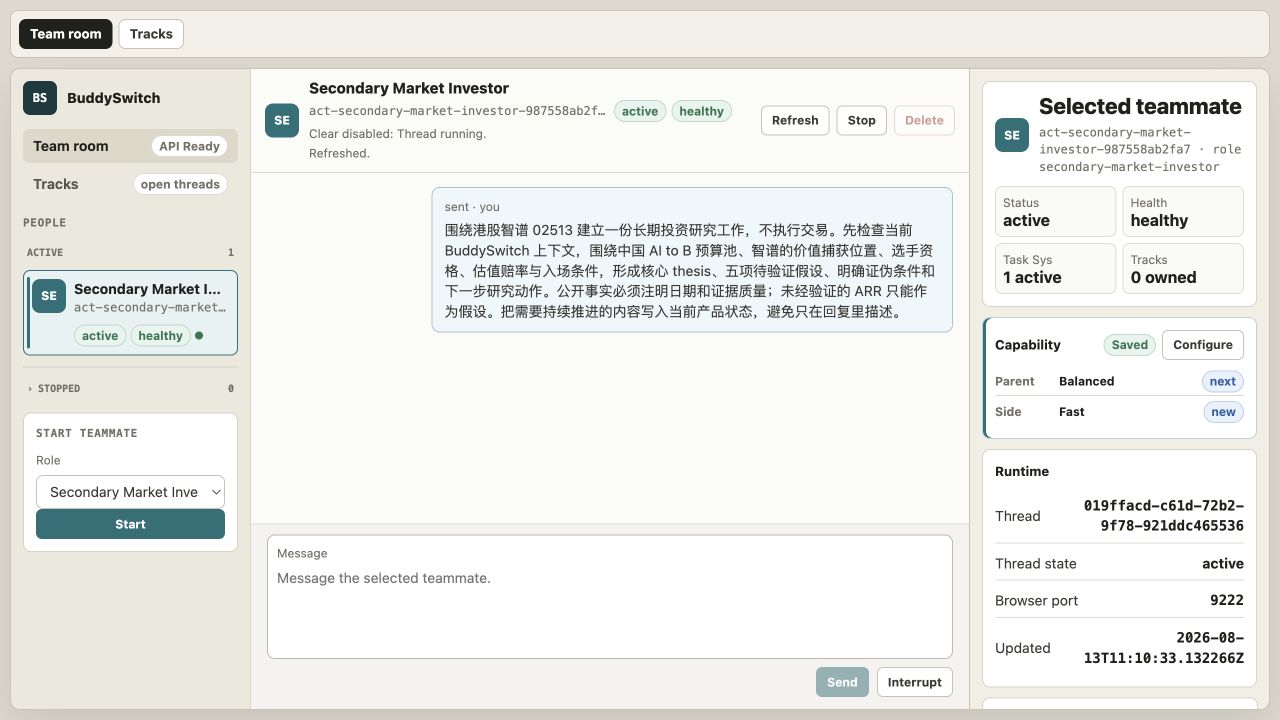 Team room
Tracks
BS
BuddySwitch
Team room
API Ready
Tracks
open threads
PEOPLE
ACTIVE
1
SE
Secondary Market I…
act-secondary-market…
active
healthy
› STOPPED
0
START TEAMMATE
Role
Secondary Market Inve
Start
SE
Secondary Market Investor
act-secondary-market-investor-987558ab2f…
active
healthy
Clear disabled: Thread running.
Refreshed.
Refresh
Stop
Delete
sent · you
围绕港股智谱 02513 建立一份长期投资研究工作，不执行交易。先检查当前
BuddySwitch 上下文，围绕中国 AI to B 预算池、智谱的价值捕获位置、选手资
格、估值赔率与入场条件，形成核心 thesis、五项待验证假设、明确证伪条件和
下一步研究动作。公开事实必须注明日期和证据质量；未经验证的 ARR 只能作
为假设。把需要持续推进的内容写入当前产品状态，避免只在回复里描述。
Message
Message the selected teammate.
Send
Interrupt
SE
Selected teammate
act-secondary-market-
investor-987558ab2fa7 · role
secondary-market-investor
Status
active
Health
healthy
Task Sys
1 active
Tracks
0 owned
Capability
Saved
Configure
Parent
Balanced
next
Side
Fast
new
Runtime
Thread
019ffacd-c61d-72b2-
9f78-921ddc465536
Thread state
active
Browser port
9222
Updated
2026-08-
13T11:10:33.132266Z